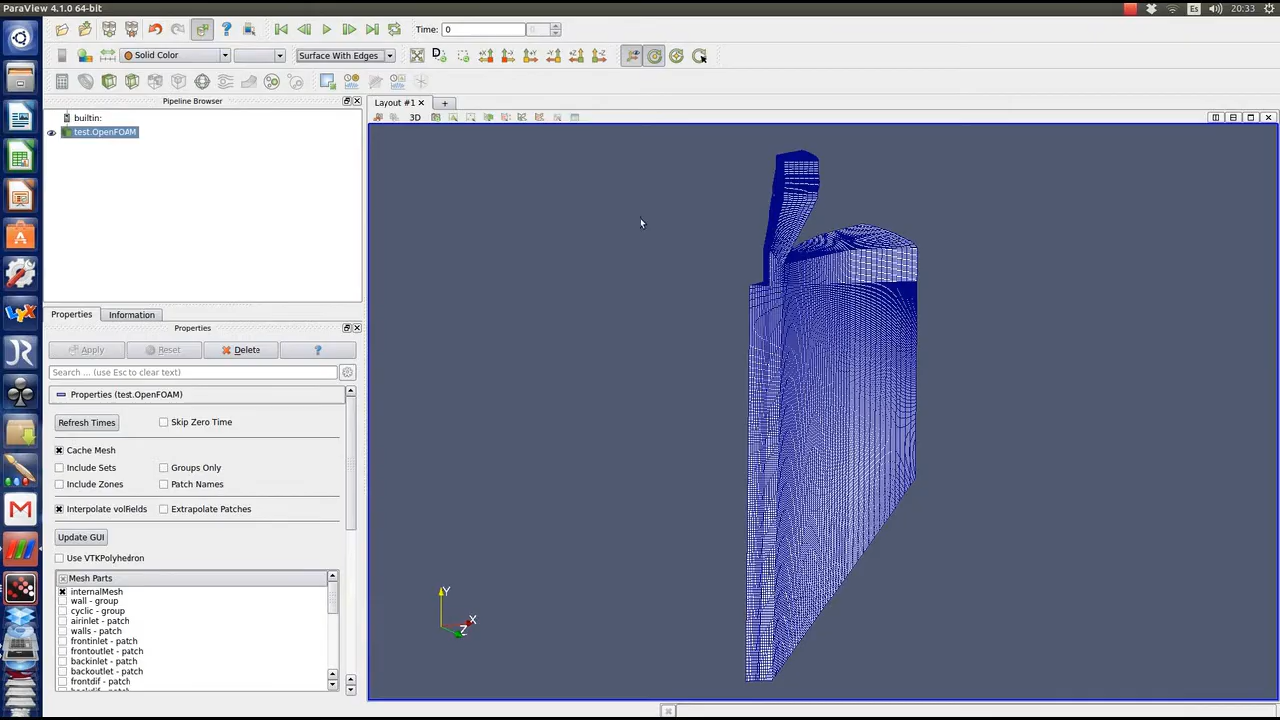 ParaView 4.1.0 64-bit
Es
20:33
Time: 0
0
Solid Color
Surface With Edges
Pipeline Browser
Layout #1
3D
builtin:
test.OpenFOAM
Properties Information
Properties
Apply Reset Delete ?
Search ... (use Esc to clear text)
Properties (test.OpenFOAM)
Refresh Times Skip Zero Time
Cache Mesh
Include Sets Groups Only
Include Zones Patch Names
Interpolate volFields Extrapolate Patches
Update GUI
Use VTKPolyhedron
Mesh Parts
internalMesh
wall - group
cyclic - group
airinlet - patch
walls - patch
frontinlet - patch
frontoutlet - patch
backinlet - patch
backoutlet - patch
frontdif - patch
Y
X
Z